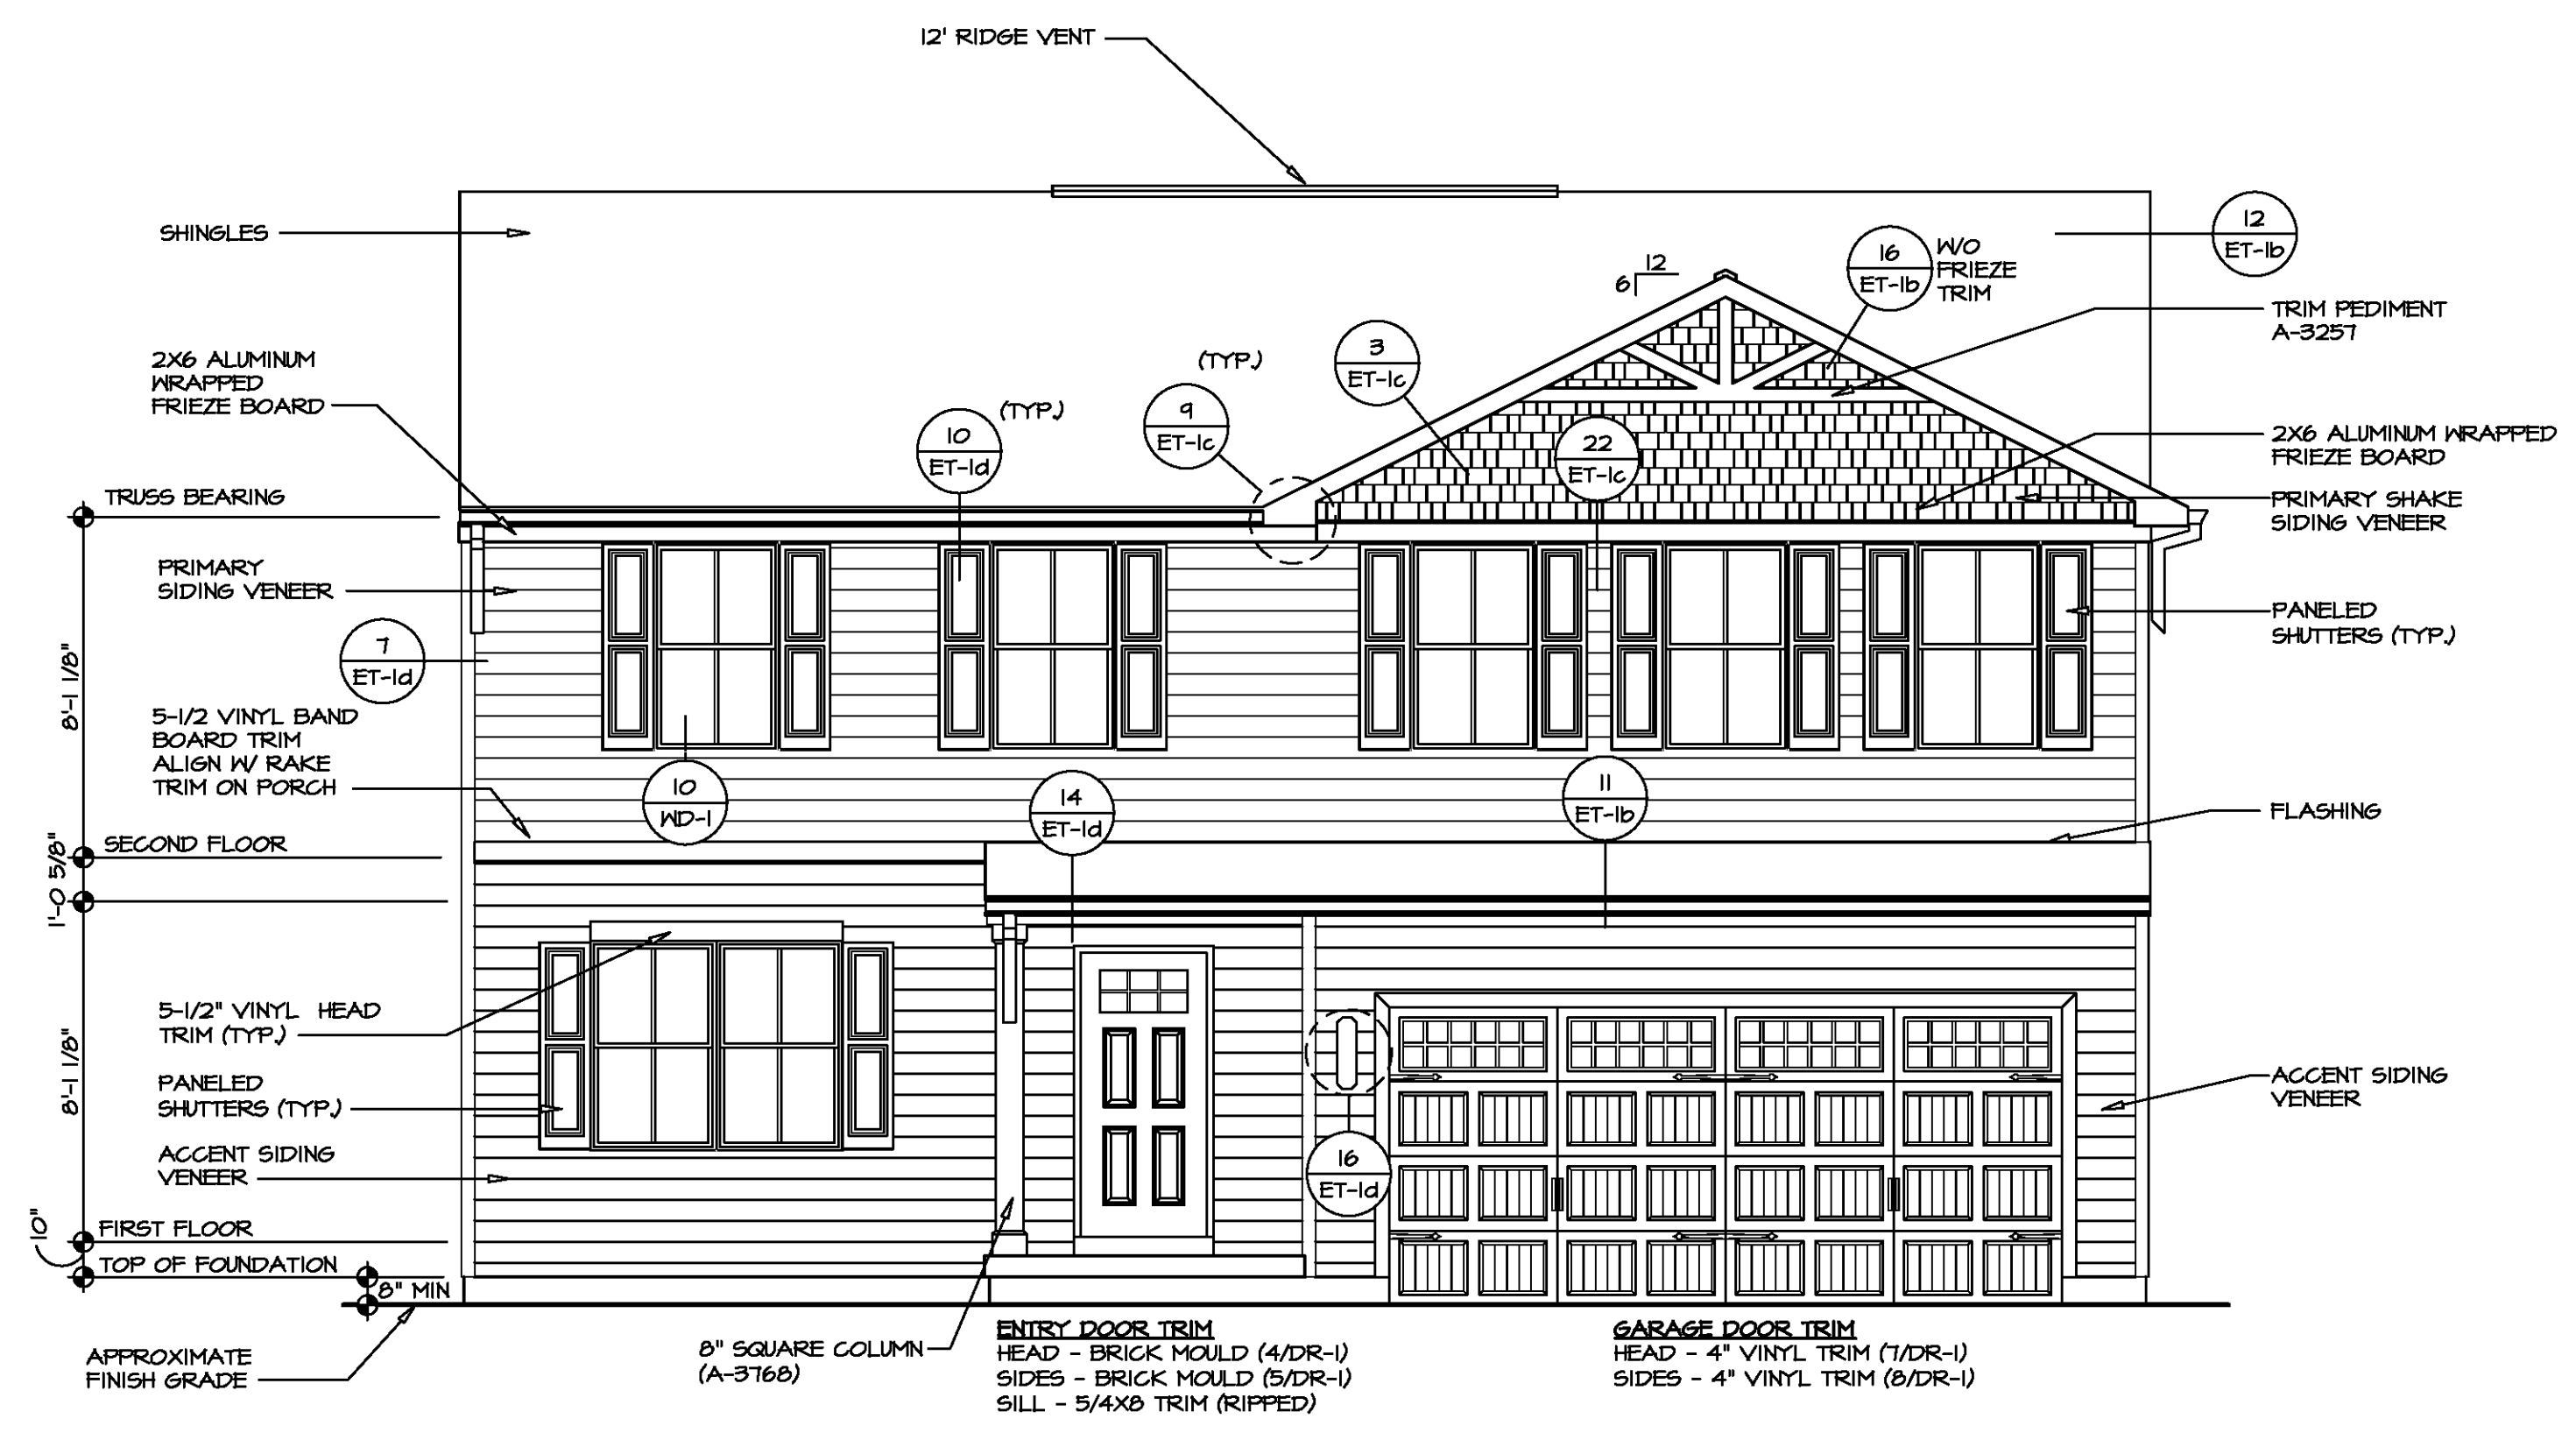 12' RIDGE VENT
SHINGLES
12
ET-1b
16
ET-1b
W/O
FRIEZE
TRIM
12
6
TRIM PEDIMENT
A-3257
2X6 ALUMINUM
WRAPPED
FRIEZE BOARD
(TYP.)
9
ET-1c
3
ET-1c
(TYP.)
10
ET-1d
22
ET-1c
2X6 ALUMINUM WRAPPED
FRIEZE BOARD
TRUSS BEARING
PRIMARY SHAKE
SIDING VENEER
PRIMARY
SIDING VENEER
PANELED
SHUTTERS (TYP.)
7
ET-1d
8'-1 1/8"
5-1/2 VINYL BAND
BOARD TRIM
ALIGN W/ RAKE
TRIM ON PORCH
10
WD-1
14
ET-1d
11
ET-1b
FLASHING
SECOND FLOOR
1'-0 5/8"
5-1/2" VINYL HEAD
TRIM (TYP.)
8'-1 1/8"
PANELED
SHUTTERS (TYP.)
ACCENT SIDING
VENEER
ACCENT SIDING
VENEER
16
ET-1d
10"
FIRST FLOOR
TOP OF FOUNDATION
8" MIN
APPROXIMATE
FINISH GRADE
8" SQUARE COLUMN
(A-3768)
ENTRY DOOR TRIM
HEAD - BRICK MOULD (4/DR-1)
SIDES - BRICK MOULD (5/DR-1)
SILL - 5/4X8 TRIM (RIPPED)
GARAGE DOOR TRIM
HEAD - 4" VINYL TRIM (7/DR-1)
SIDES - 4" VINYL TRIM (8/DR-1)